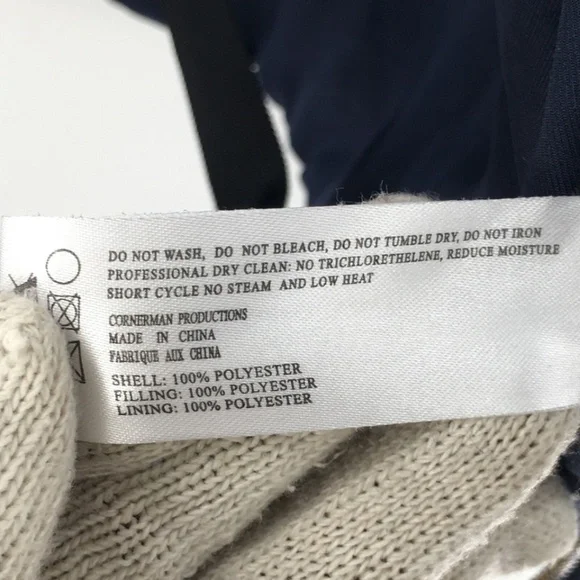 DO NOT WASH, DO NOT BLEACH, DO NOT TUMBLE DRY, DO NOT IRON
PROFESSIONAL DRY CLEAN: NO TRICHLORETHELENE, REDUCE MOISTURE
SHORT CYCLE NO STEAM AND LOW HEAT
CORNERMAN PRODUCTIONS
MADE IN CHINA
FABRIQUE AUX CHINA
SHELL: 100% POLYESTER
FILLING: 100% POLYESTER
LINING: 100% POLYESTER